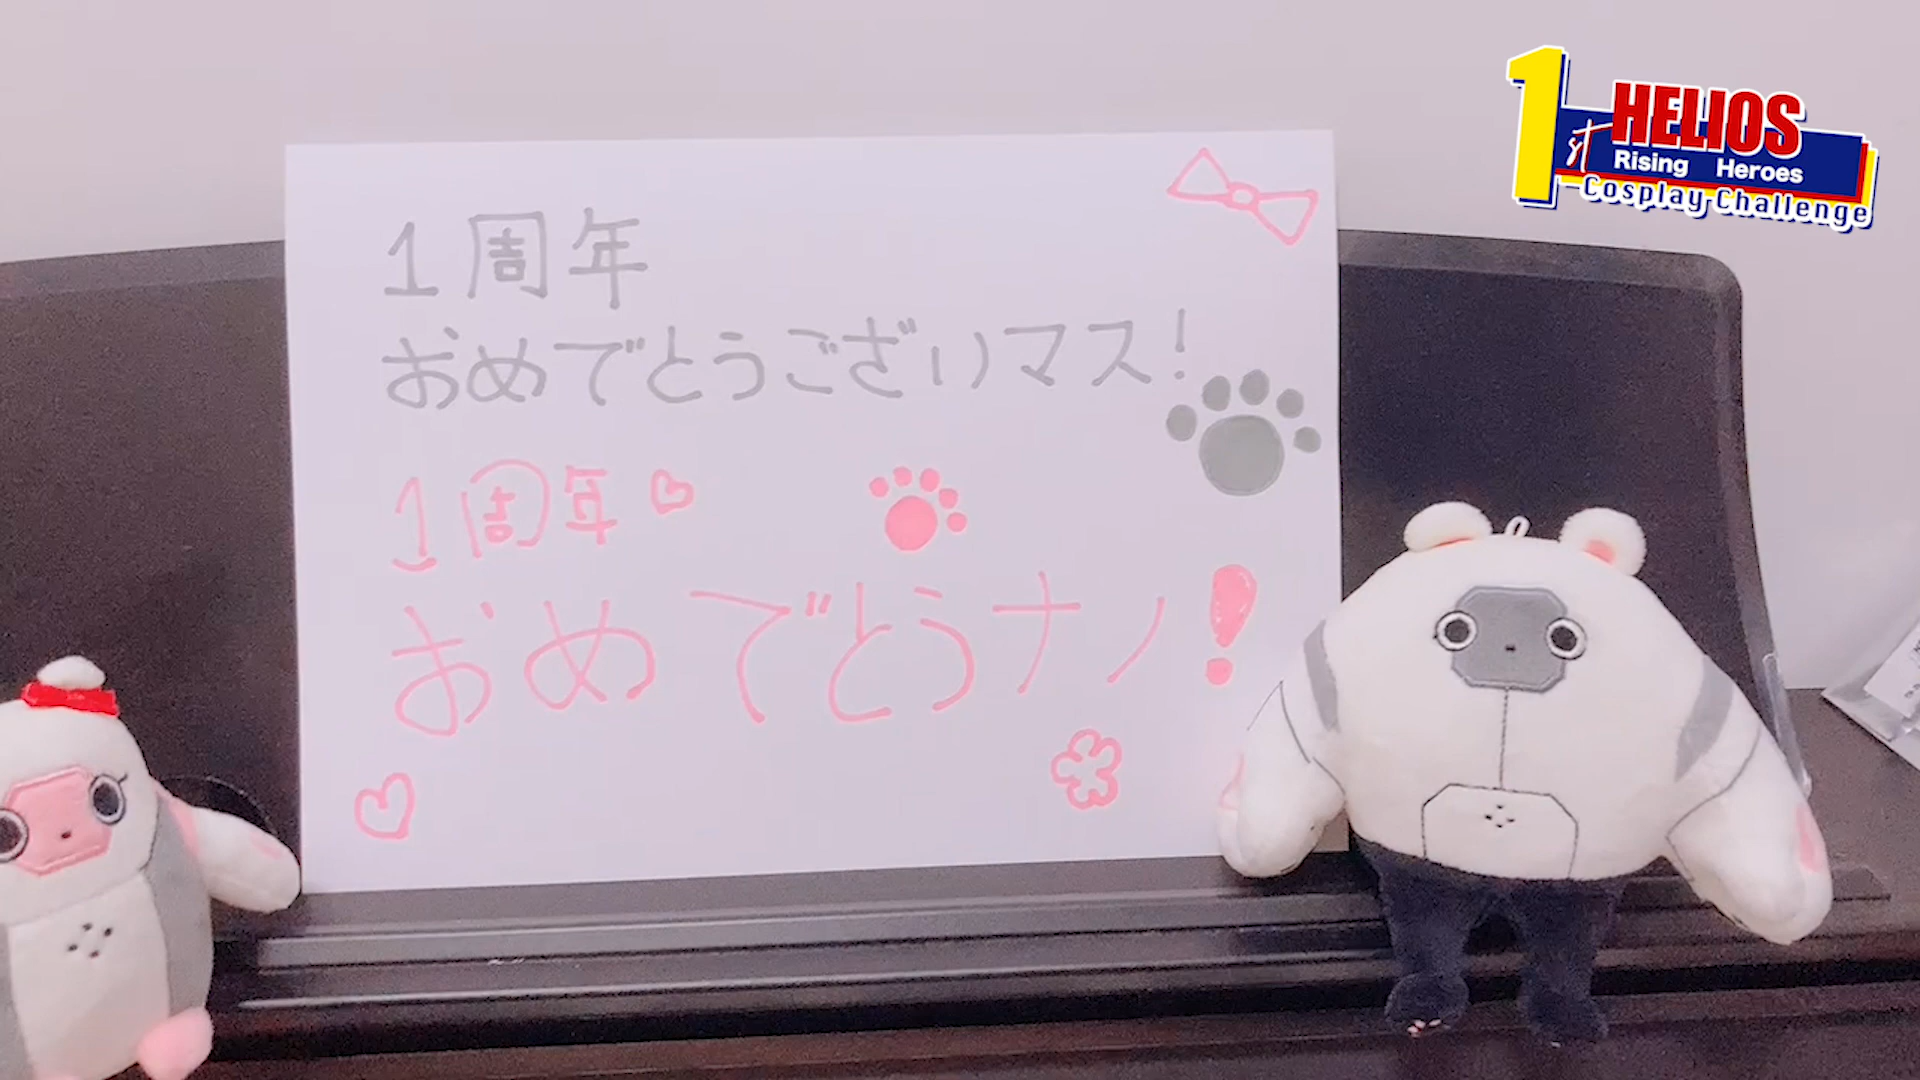 1st HELIOS
Rising Heroes
Cosplay Challenge
1周年
おめでとうございマス!
1周年
おめでとうナノ!